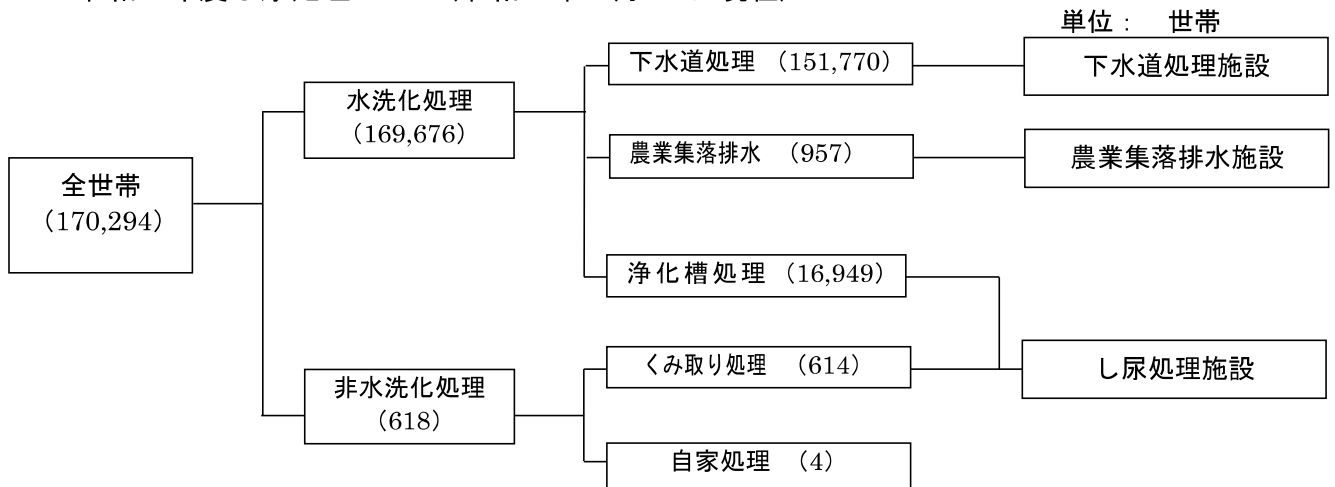 単位： 世帯
下水道処理 （151,770）
下水道処理施設
水洗化処理
（169,676）
農業集落排水 （957）
農業集落排水施設
全世帯
（170,294）
浄化槽処理 （16,949）
くみ取り処理 （614）
し尿処理施設
非水洗化処理
（618）
自家処理 （4）